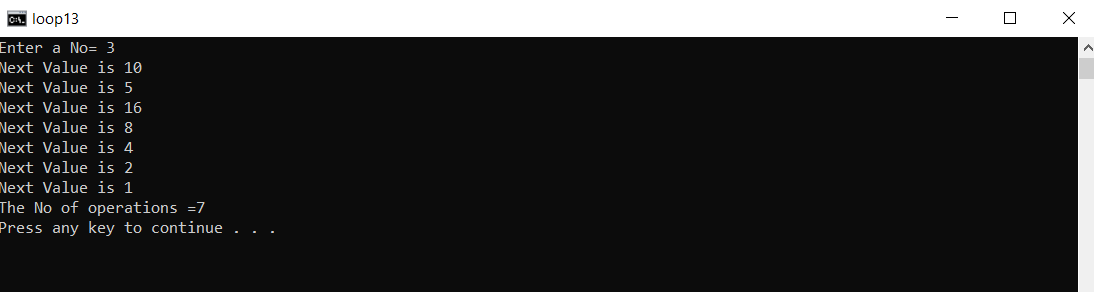 loop13
Enter a No= 3
Next Value is 10
Next Value is 5
Next Value is 16
Next Value is 8
Next Value is 4
Next Value is 2
Next Value is 1
The No of operations =7
Press any key to continue . . .